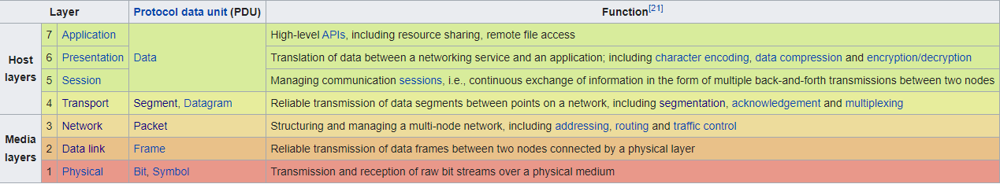 Layer Protocol data unit (PDU) Function[21]
7 Application High-level APIs, including resource sharing, remote file access
Host layers 6 Presentation Data Translation of data between a networking service and an application; including character encoding, data compression and encryption/decryption
5 Session Managing communication sessions, i.e., continuous exchange of information in the form of multiple back-and-forth transmissions between two nodes
4 Transport Segment, Datagram Reliable transmission of data segments between points on a network, including segmentation, acknowledgement and multiplexing
Media layers 3 Network Packet Structuring and managing a multi-node network, including addressing, routing and traffic control
2 Data link Frame Reliable transmission of data frames between two nodes connected by a physical layer
1 Physical Bit, Symbol Transmission and reception of raw bit streams over a physical medium